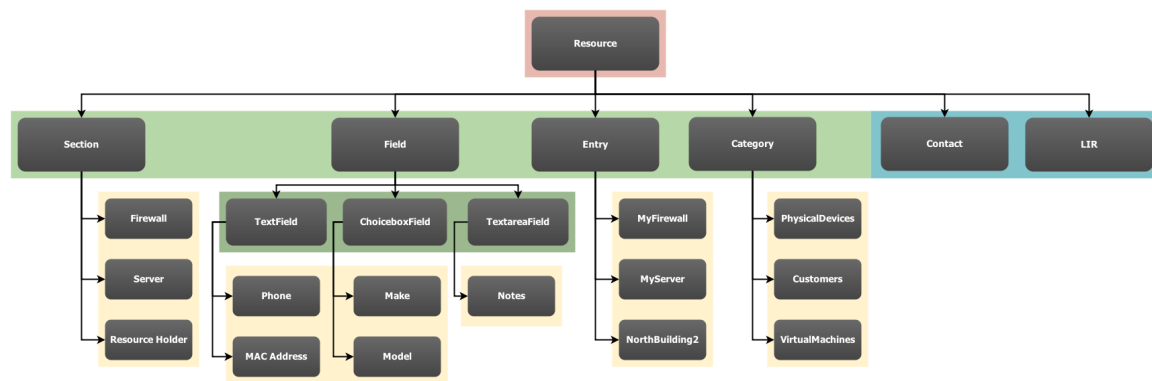 Resource
Section
Field
Entry
Category
Contact
LIR
Firewall
Server
Resource Holder
TextField
ChoiceboxField
TextareaField
Phone
MAC Address
Make
Model
Notes
MyFirewall
MyServer
NorthBuilding2
PhysicalDevices
Customers
VirtualMachines